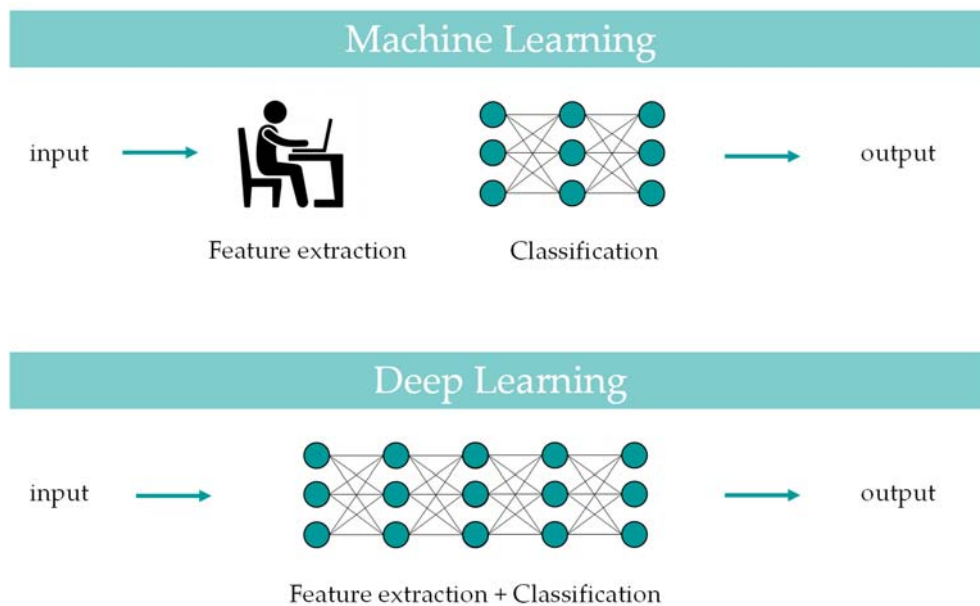 Machine Learning
input
output
Feature extraction
Classification
Deep Learning
input
output
Feature extraction + Classification